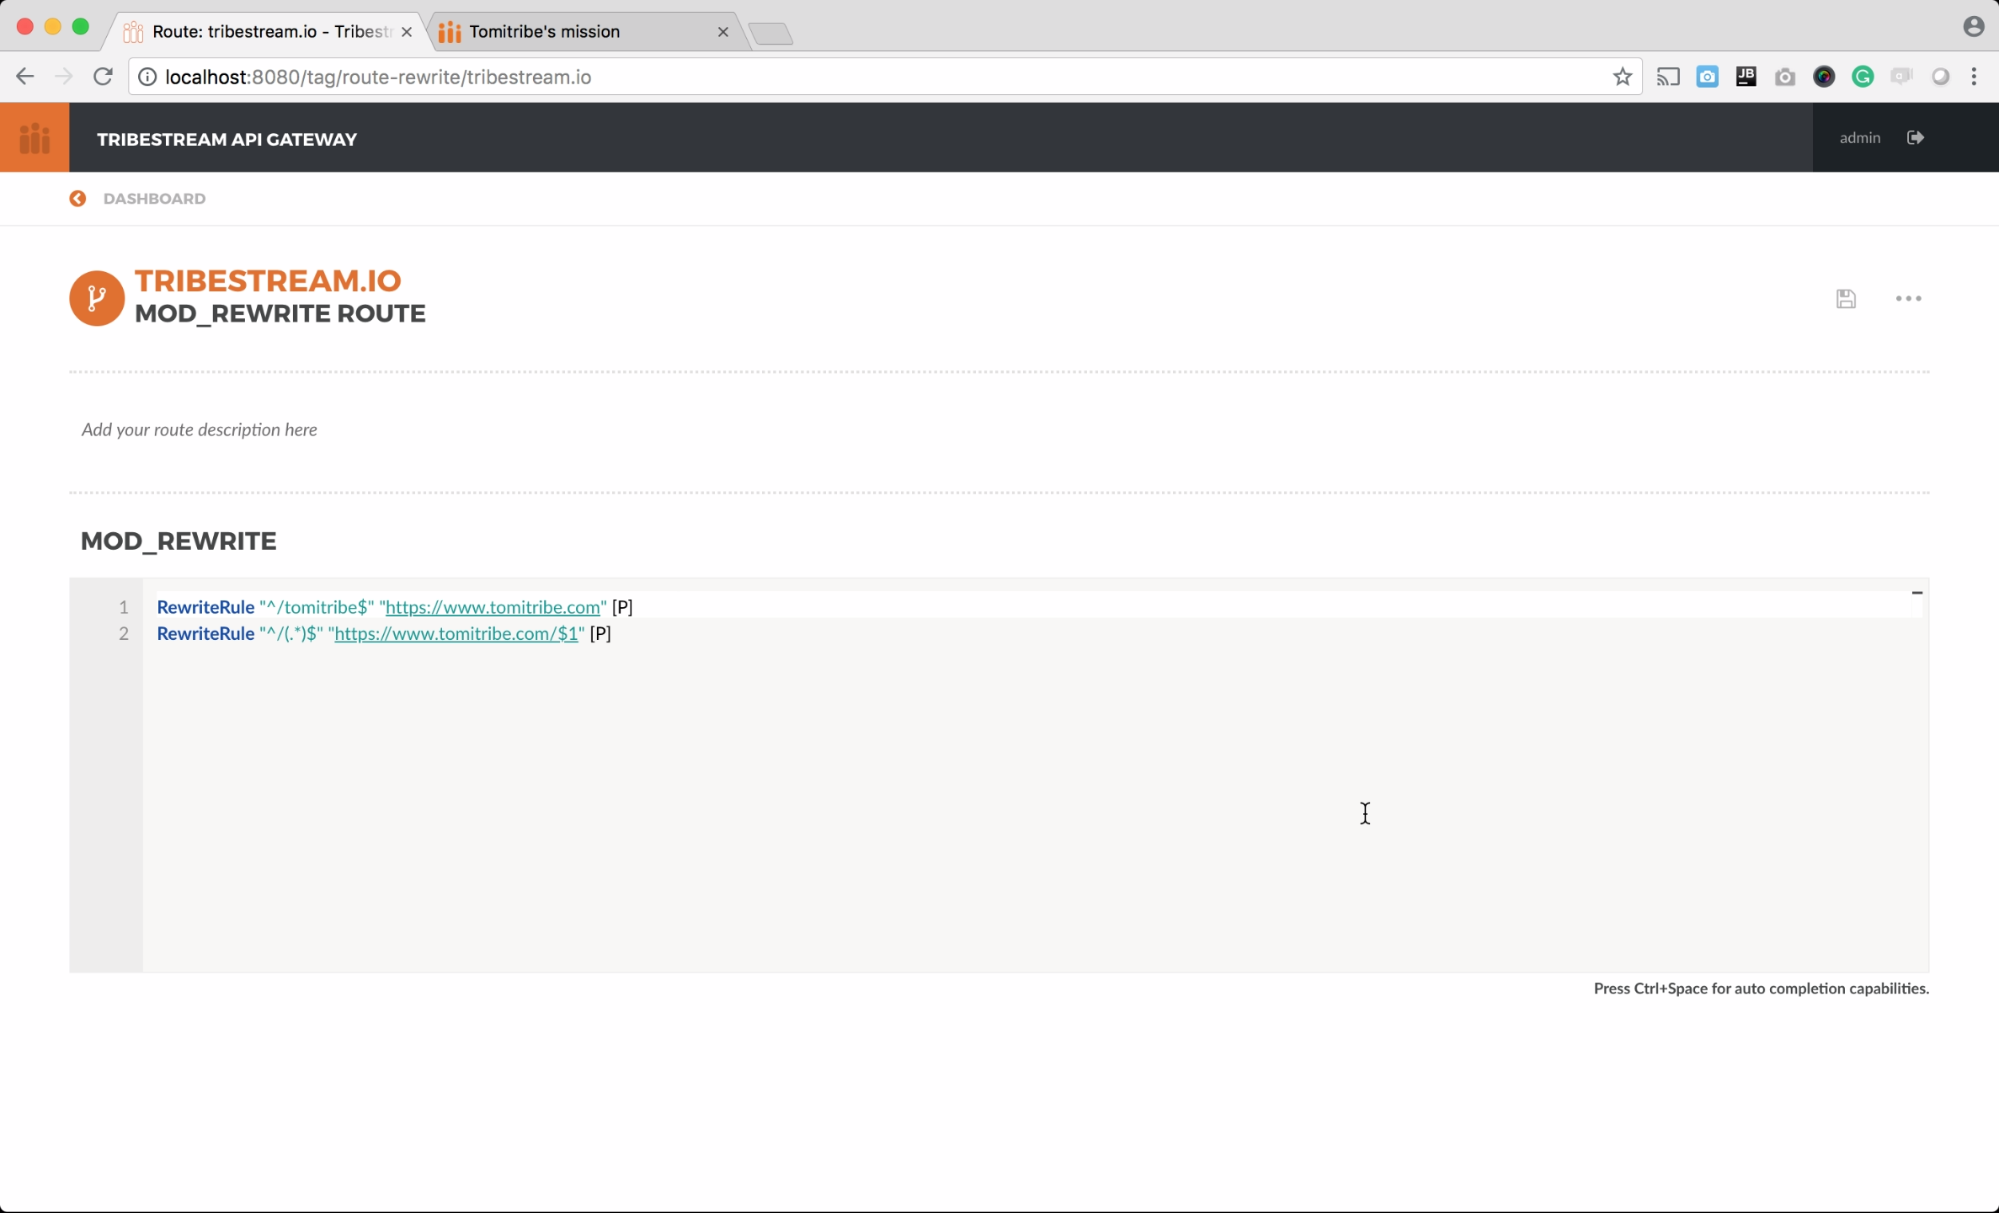 Route: tribestream.io - Tribest
Tomitribe's mission
localhost:8080/tag/route-rewrite/tribestream.io
JB
TRIBESTREAM API GATEWAY
admin
DASHBOARD
TRIBESTREAM.IO
MOD_REWRITE ROUTE
Add your route description here
MOD_REWRITE
1 RewriteRule "^/tomitribe$" "https://www.tomitribe.com" [P]
2 RewriteRule "^/(.*)$" "https://www.tomitribe.com/$1" [P]
Press Ctrl+Space for auto completion capabilities.